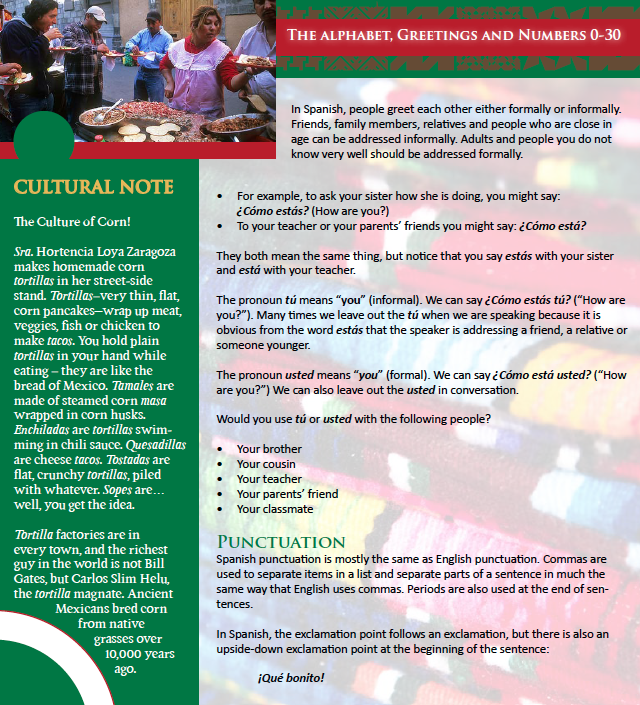 The alphabet, Greetings and Numbers 0-30
In Spanish, people greet each other either formally or informally.
Friends, family members, relatives and people who are close in
age can be addressed informally. Adults and people you do not
know very well should be addressed formally.
CULTURAL NOTE
The Culture of Corn!
Sra. Hortencia Loya Zaragoza
makes homemade corn
tortillas in her street-side
stand. Tortillas–very thin, flat,
corn pancakes–wrap up meat,
veggies, fish or chicken to
make tacos. You hold plain
tortillas in your hand while
eating – they are like the
bread of Mexico. Tamales are
made of steamed corn masa
wrapped in corn husks.
Enchiladas are tortillas swim-
ming in chili sauce. Quesadillas
are cheese tacos. Tostadas are
flat, crunchy tortillas, piled
with whatever. Sopes are…
well, you get the idea.
Tortilla factories are in
every town, and the richest
guy in the world is not Bill
Gates, but Carlos Slim Helu,
the tortilla magnate. Ancient
Mexicans bred corn
from native
grasses over
10,000 years
ago.
• For example, to ask your sister how she is doing, you might say:
¿Cómo estás? (How are you?)
• To your teacher or your parents' friends you might say: ¿Cómo está?
They both mean the same thing, but notice that you say estás with your sister
and está with your teacher.
The pronoun tú means "you" (informal). We can say ¿Cómo estás tú? ("How are
you?"). Many times we leave out the tú when we are speaking because it is
obvious from the word estás that the speaker is addressing a friend, a relative or
someone younger.
The pronoun usted means "you" (formal). We can say ¿Cómo está usted? ("How
are you?") We can also leave out the usted in conversation.
Would you use tú or usted with the following people?
• Your brother
• Your cousin
• Your teacher
• Your parents' friend
• Your classmate
Punctuation
Spanish punctuation is mostly the same as English punctuation. Commas are
used to separate items in a list and separate parts of a sentence in much the
same way that English uses commas. Periods are also used at the end of sen-
tences.
In Spanish, the exclamation point follows an exclamation, but there is also an
upside-down exclamation point at the beginning of the sentence:
¡Qué bonito!